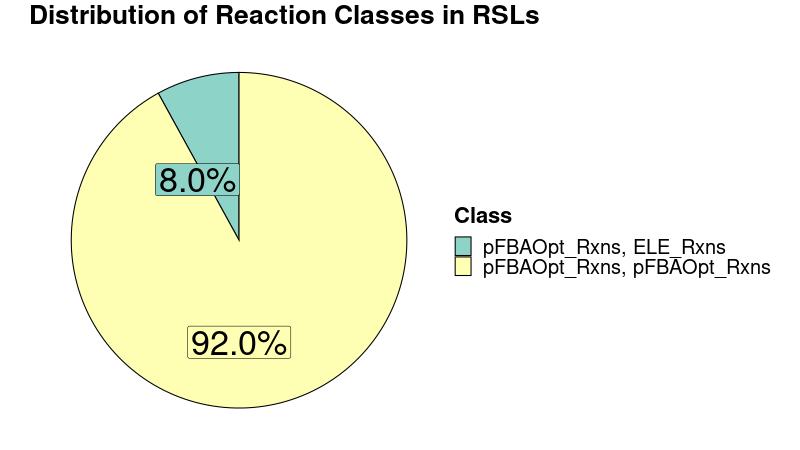 Distribution of Reaction Classes in RSLs
8.0%
92.0%
Class
pFBAOpt_Rxns, ELE_Rxns
pFBAOpt_Rxns, pFBAOpt_Rxns